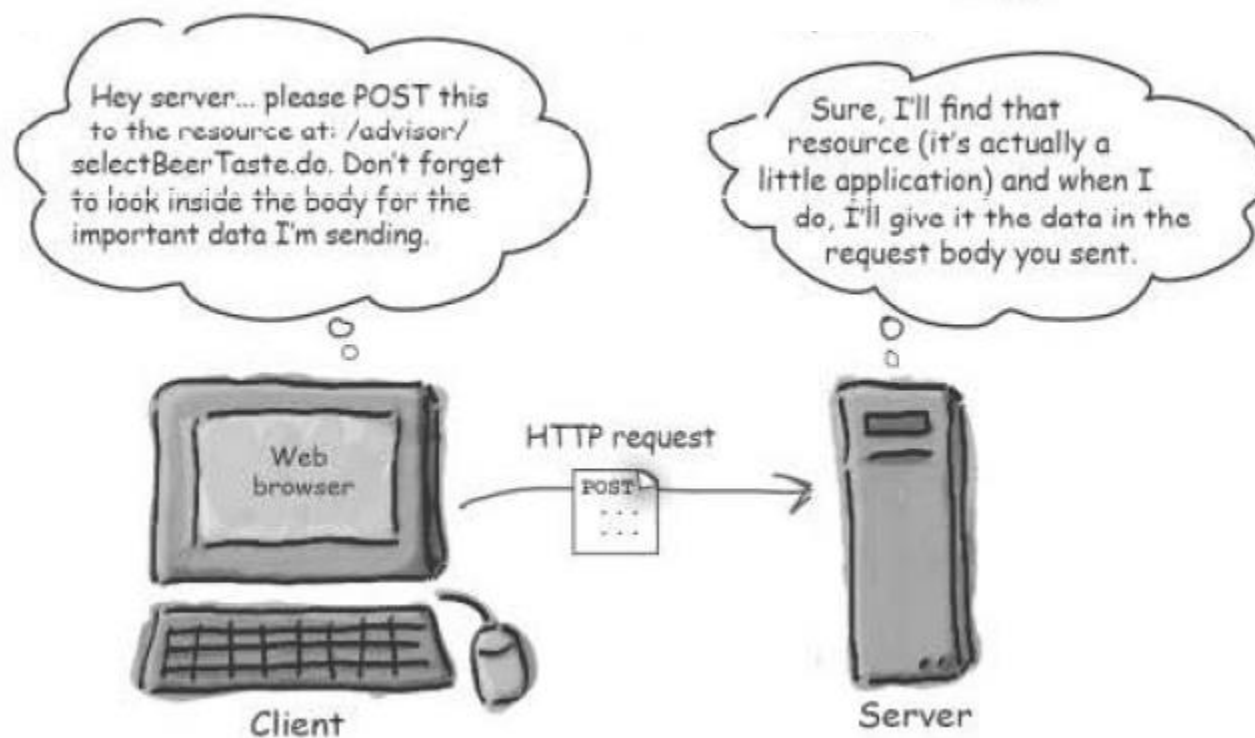 Hey server... please POST this
to the resource at: /advisor/
selectBeerTaste.do. Don't forget
to look inside the body for the
important data I'm sending.
Sure, I'll find that
resource (it's actually a
little application) and when I
do, I'll give it the data in the
request body you sent.
Web
browser
HTTP request
POST
Client
Server